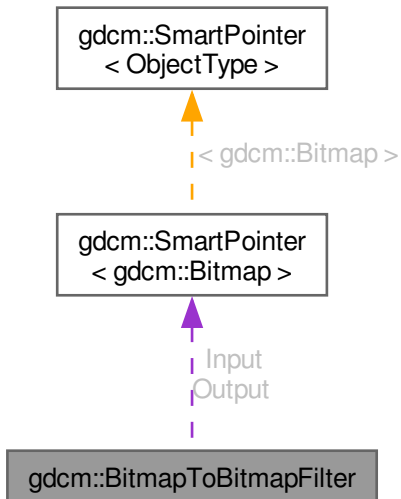 gdcm::SmartPointer
< ObjectType >
< gdcm::Bitmap >
gdcm::SmartPointer
< gdcm::Bitmap >
Input
Output
gdcm::BitmapToBitmapFilter